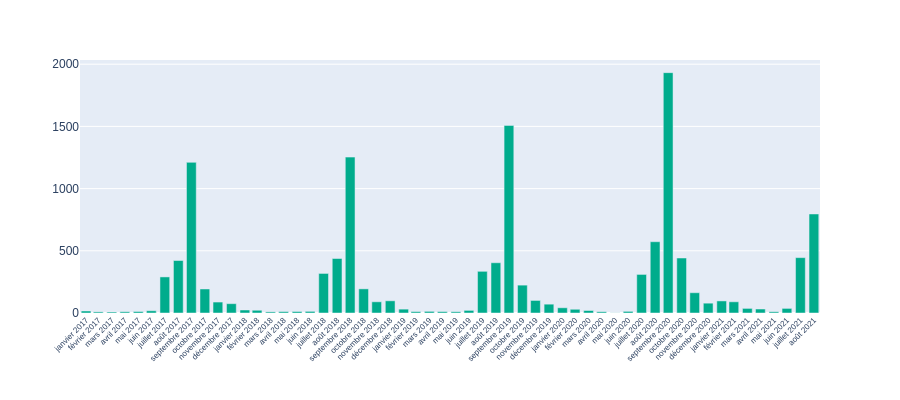 2000
1500
1000
500
0
janvier 2017
février 2017
mars 2017
avril 2017
mai 2017
juin 2017
juillet 2017
août 2017
septembre 2017
octobre 2017
novembre 2017
décembre 2017
janvier 2018
février 2018
mars 2018
avril 2018
mai 2018
juin 2018
juillet 2018
août 2018
septembre 2018
octobre 2018
novembre 2018
décembre 2018
janvier 2019
février 2019
mars 2019
avril 2019
mai 2019
juin 2019
juillet 2019
août 2019
septembre 2019
octobre 2019
novembre 2019
décembre 2019
janvier 2020
février 2020
mars 2020
avril 2020
mai 2020
juin 2020
juillet 2020
août 2020
septembre 2020
octobre 2020
novembre 2020
décembre 2020
janvier 2021
février 2021
mars 2021
avril 2021
mai 2021
juin 2021
juillet 2021
août 2021